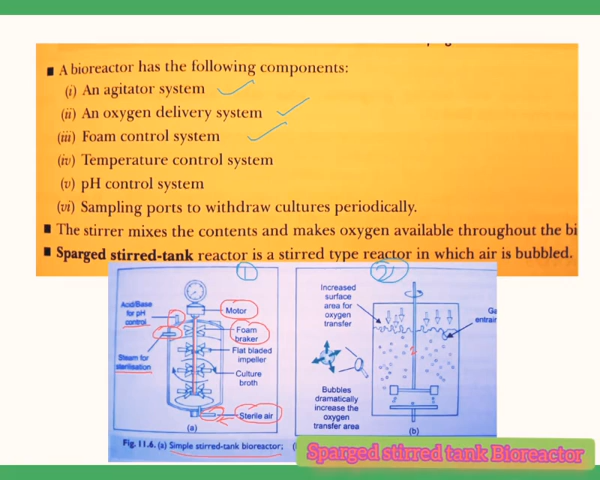 A bioreactor has the following components:
(i) An agitator system
(ii) An oxygen delivery system
(iii) Foam control system
(iv) Temperature control system
(v) pH control system
(vi) Sampling ports to withdraw cultures periodically.
The stirrer mixes the contents and makes oxygen available throughout the bi
Sparged stirred-tank reactor is a stirred type reactor in which air is bubbled.
1
2
Acid/Base
for pH
control
Steam for
sterilisation
Motor
Foam
braker
Flat bladed
impeller
Culture
broth
Sterile air
(a)
Increased
surface
area for
oxygen
transfer
Ga
entrain
Bubbles
dramatically
increase the
oxygen
transfer area
(b)
Fig. 11.6. (a) Simple stirred-tank bioreactor;
Sparged stirred tank Bioreactor